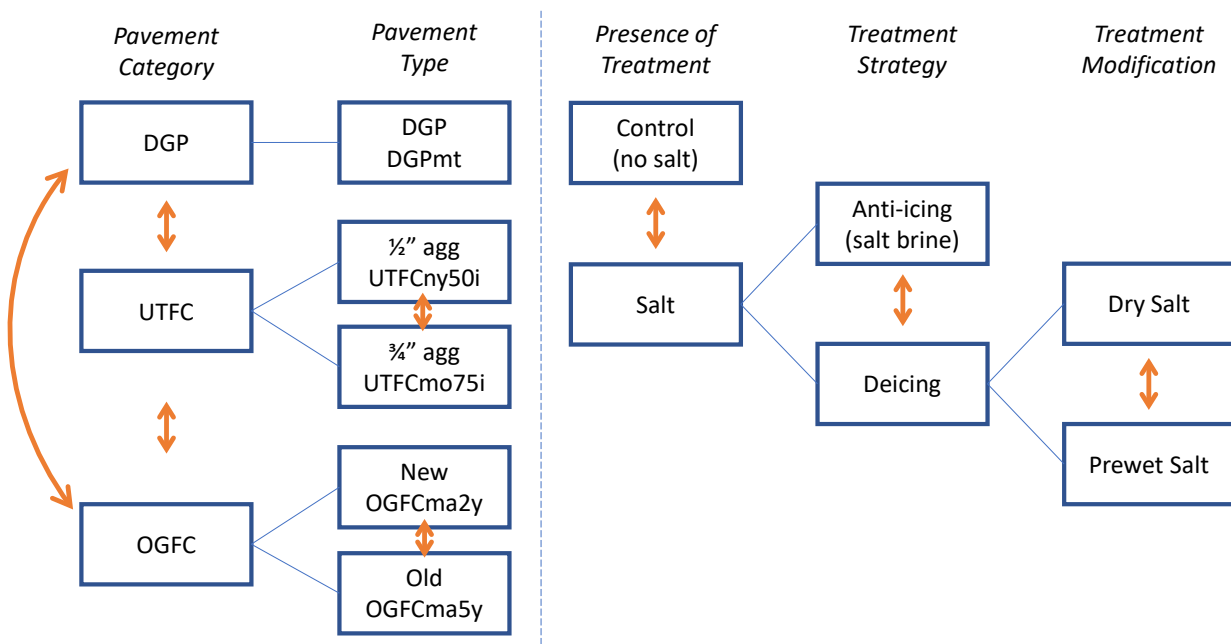 Pavement
Category
Pavement
Type
Presence of
Treatment
Treatment
Strategy
Treatment
Modification
DGP
DGP
DGPmt
Control
(no salt)
½” agg
UTFCny50i
Anti-icing
(salt brine)
UTFC
Salt
Dry Salt
¾” agg
UTFCmo75i
Deicing
New
OGFCma2y
Prewet Salt
OGFC
Old
OGFCma5y